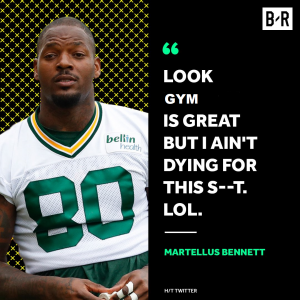 B/R
“
LOOK
GYM
IS GREAT
BUT I AIN'T
DYING FOR
THIS S--T.
LOL.
MARTELLUS BENNETT
H/T TWITTER
bellin
health
80